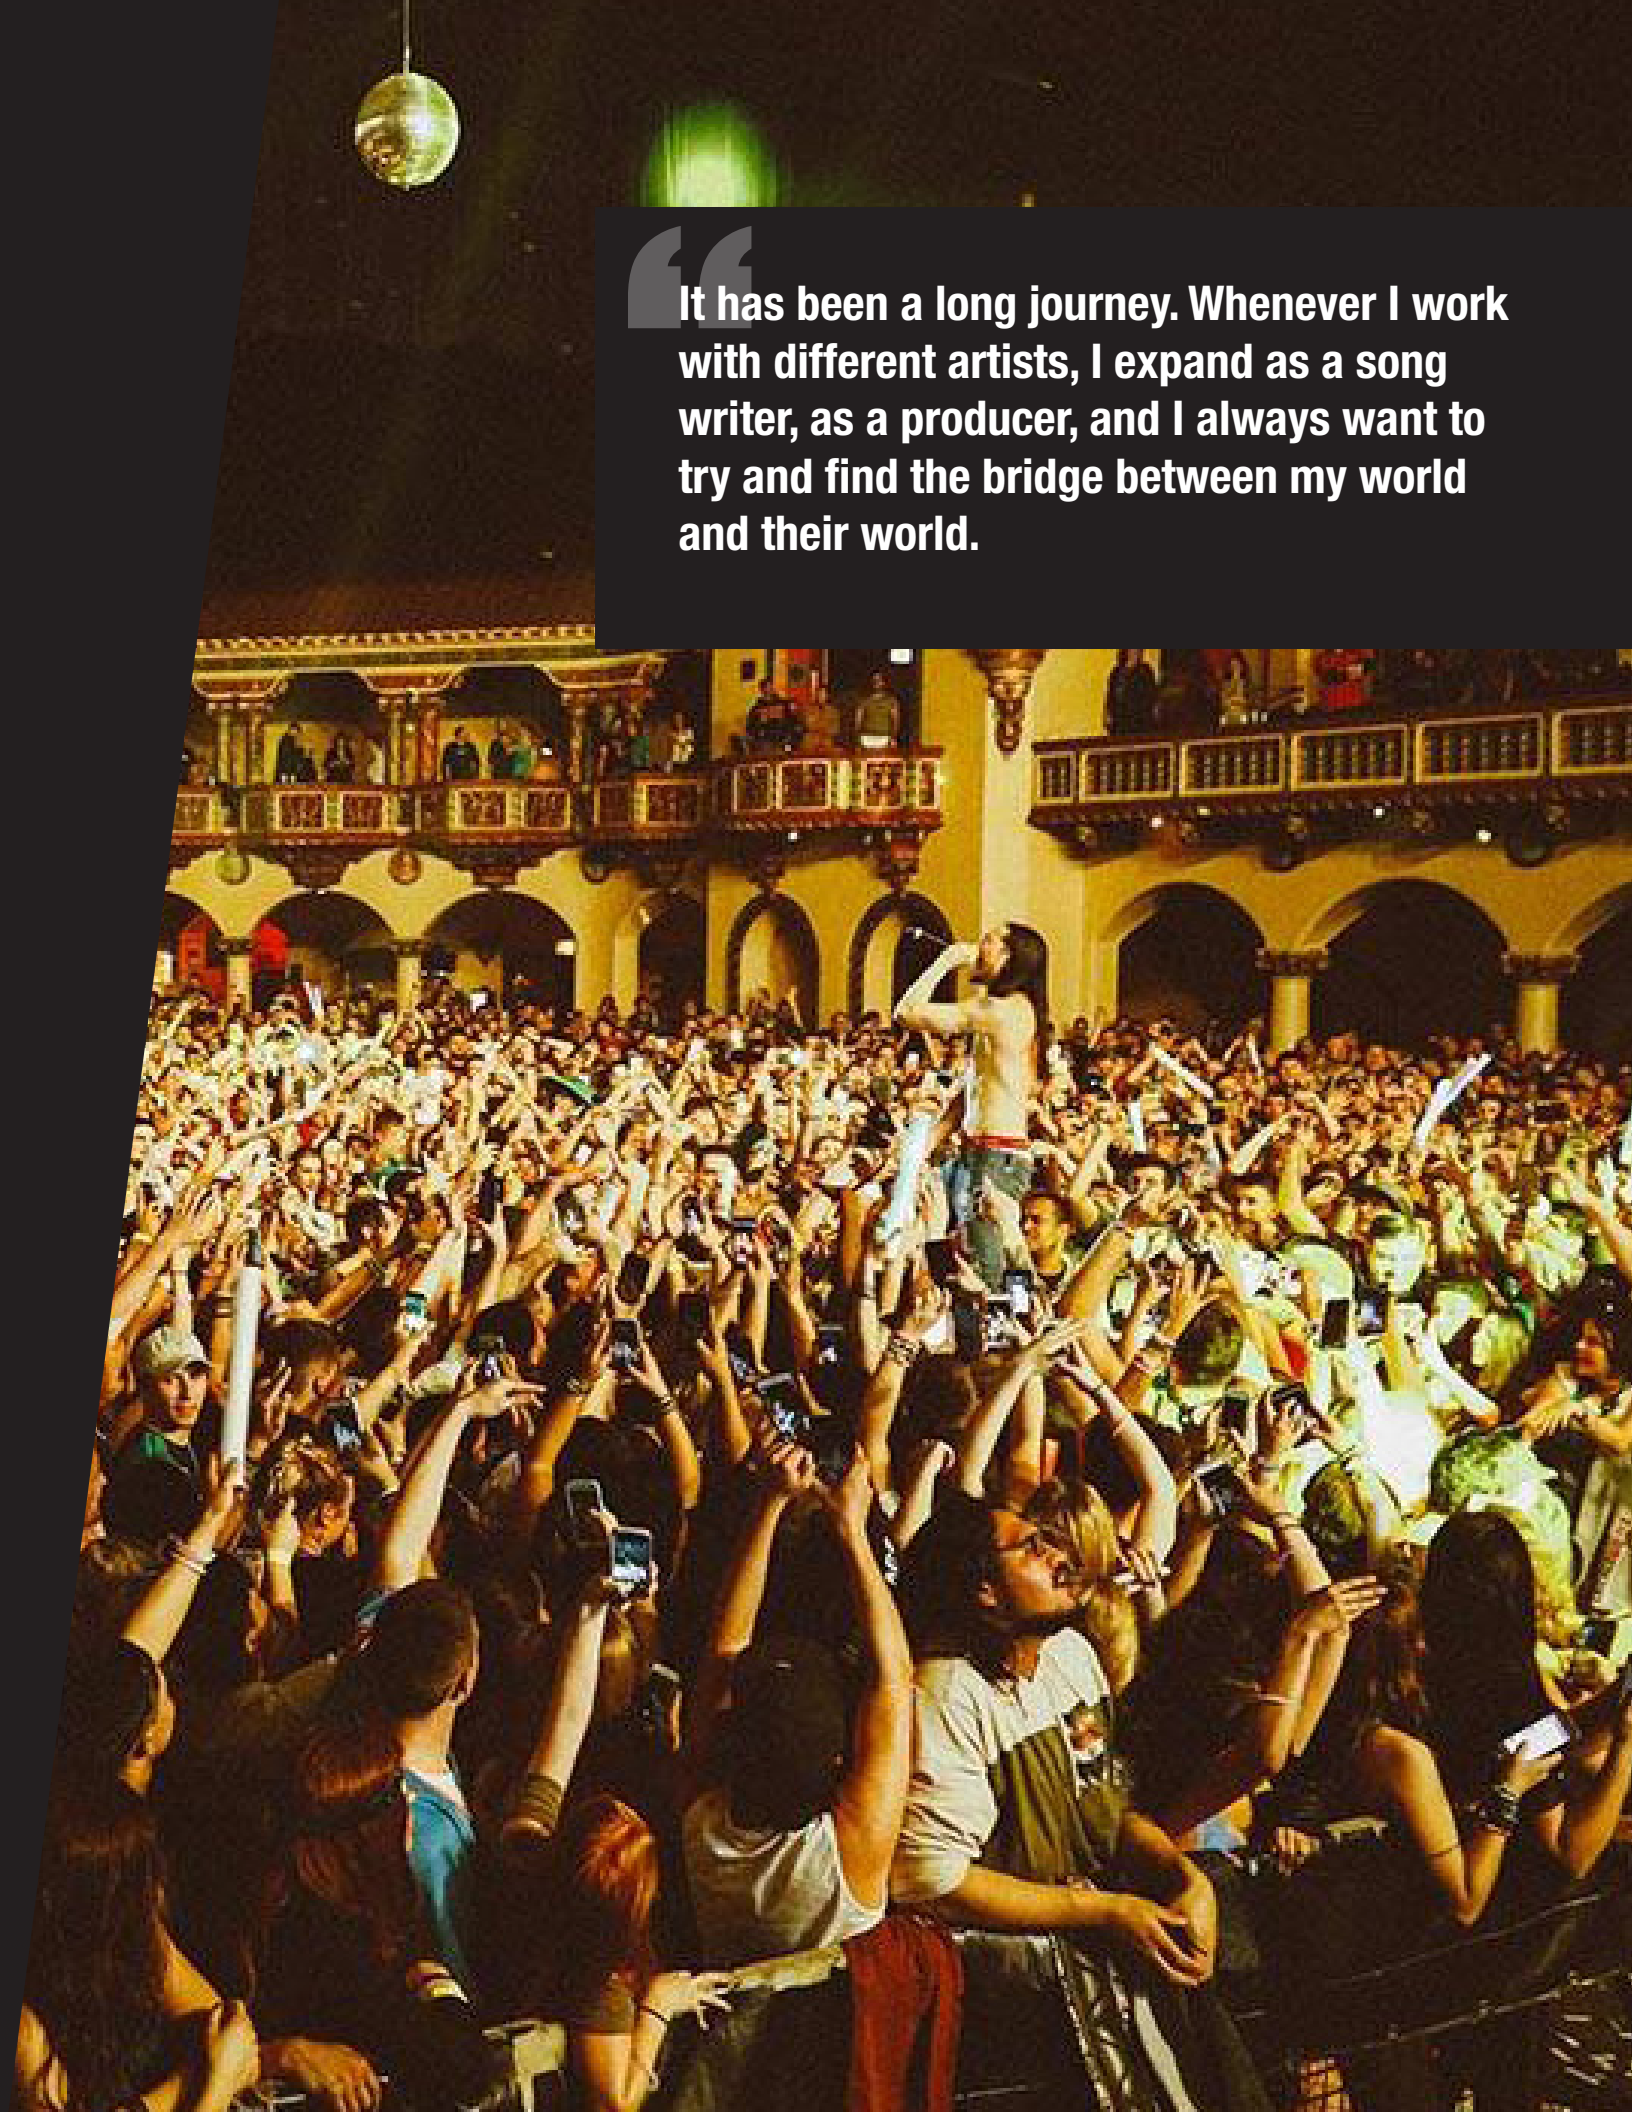 “
It has been a long journey. Whenever I work
with different artists, I expand as a song
writer, as a producer, and I always want to
try and find the bridge between my world
and their world.